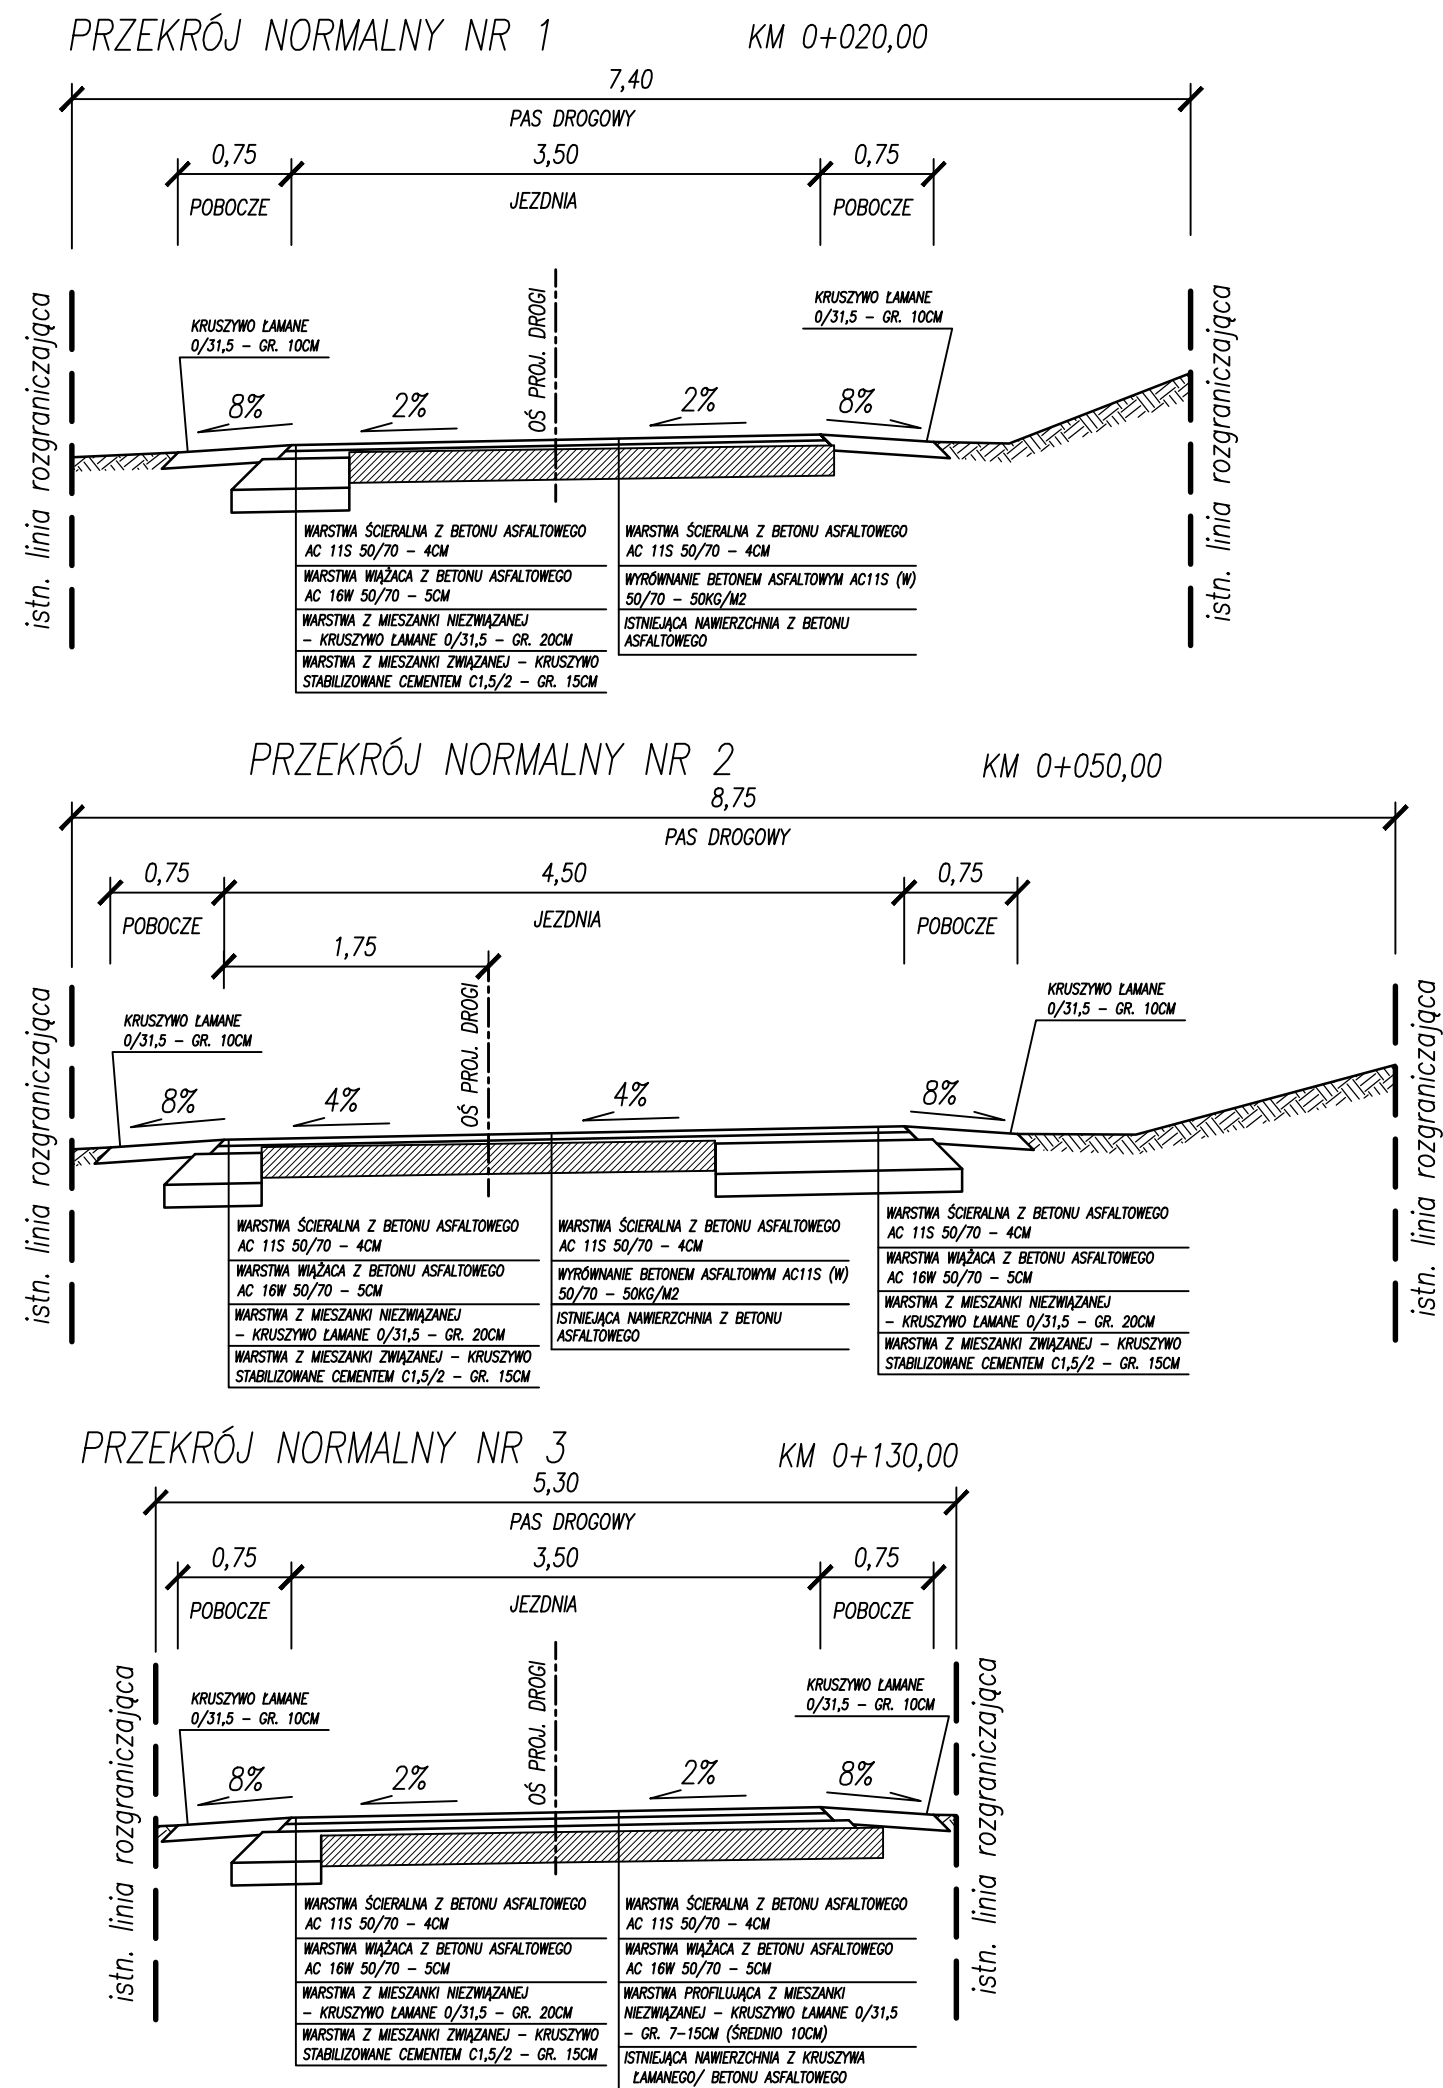 PRZEKRÓJ NORMALNY NR 1
KM 0+020,00
7,40
PAS DROGOWY
0,75
3,50
0,75
POBOCZE
JEZDNIA
POBOCZE
istn. linia rozgraniczająca
KRUSZYWO ŁAMANE
0/31,5 - GR. 10CM
OŚ PROJ. DROGI
KRUSZYWO ŁAMANE
0/31,5 - GR. 10CM
istn. linia rozgraniczająca
8%
2%
2%
8%
WARSTWA ŚCIERALNA Z BETONU ASFALTOWEGO
AC 11S 50/70 - 4CM
WARSTWA WIĄŻACA Z BETONU ASFALTOWEGO
AC 16W 50/70 - 5CM
WARSTWA Z MIESZANKI NIEZWIĄZANEJ
- KRUSZYWO ŁAMANE 0/31,5 - GR. 20CM
WARSTWA Z MIESZANKI ZWIĄZANEJ - KRUSZYWO
STABILIZOWANE CEMENTEM C1,5/2 - GR. 15CM
WARSTWA ŚCIERALNA Z BETONU ASFALTOWEGO
AC 11S 50/70 - 4CM
WYRÓWNANIE BETONEM ASFALTOWYM AC11S (W)
50/70 - 50KG/M2
ISTNIEJĄCA NAWIERZCHNIA Z BETONU
ASFALTOWEGO
PRZEKRÓJ NORMALNY NR 2
KM 0+050,00
8,75
PAS DROGOWY
0,75
4,50
0,75
POBOCZE
JEZDNIA
POBOCZE
1,75
istn. linia rozgraniczająca
KRUSZYWO ŁAMANE
0/31,5 - GR. 10CM
OŚ PROJ. DROGI
KRUSZYWO ŁAMANE
0/31,5 - GR. 10CM
istn. linia rozgraniczająca
8%
4%
4%
8%
WARSTWA ŚCIERALNA Z BETONU ASFALTOWEGO
AC 11S 50/70 - 4CM
WARSTWA WIĄŻACA Z BETONU ASFALTOWEGO
AC 16W 50/70 - 5CM
WARSTWA Z MIESZANKI NIEZWIĄZANEJ
- KRUSZYWO ŁAMANE 0/31,5 - GR. 20CM
WARSTWA Z MIESZANKI ZWIĄZANEJ - KRUSZYWO
STABILIZOWANE CEMENTEM C1,5/2 - GR. 15CM
WARSTWA ŚCIERALNA Z BETONU ASFALTOWEGO
AC 11S 50/70 - 4CM
WYRÓWNANIE BETONEM ASFALTOWYM AC11S (W)
50/70 - 50KG/M2
ISTNIEJĄCA NAWIERZCHNIA Z BETONU
ASFALTOWEGO
WARSTWA ŚCIERALNA Z BETONU ASFALTOWEGO
AC 11S 50/70 - 4CM
WARSTWA WIĄŻACA Z BETONU ASFALTOWEGO
AC 16W 50/70 - 5CM
WARSTWA Z MIESZANKI NIEZWIĄZANEJ
- KRUSZYWO ŁAMANE 0/31,5 - GR. 20CM
WARSTWA Z MIESZANKI ZWIĄZANEJ - KRUSZYWO
STABILIZOWANE CEMENTEM C1,5/2 - GR. 15CM
PRZEKRÓJ NORMALNY NR 3
KM 0+130,00
5,30
PAS DROGOWY
0,75
3,50
0,75
POBOCZE
JEZDNIA
POBOCZE
istn. linia rozgraniczająca
KRUSZYWO ŁAMANE
0/31,5 - GR. 10CM
OŚ PROJ. DROGI
KRUSZYWO ŁAMANE
0/31,5 - GR. 10CM
istn. linia rozgraniczająca
8%
2%
2%
8%
WARSTWA ŚCIERALNA Z BETONU ASFALTOWEGO
AC 11S 50/70 - 4CM
WARSTWA WIĄŻACA Z BETONU ASFALTOWEGO
AC 16W 50/70 - 5CM
WARSTWA Z MIESZANKI NIEZWIĄZANEJ
- KRUSZYWO ŁAMANE 0/31,5 - GR. 20CM
WARSTWA Z MIESZANKI ZWIĄZANEJ - KRUSZYWO
STABILIZOWANE CEMENTEM C1,5/2 - GR. 15CM
WARSTWA ŚCIERALNA Z BETONU ASFALTOWEGO
AC 11S 50/70 - 4CM
WARSTWA WIĄŻACA Z BETONU ASFALTOWEGO
AC 16W 50/70 - 5CM
WARSTWA PROFILUJĄCA Z MIESZANKI
NIEZWIĄZANEJ - KRUSZYWO ŁAMANE 0/31,5
- GR. 7-15CM (ŚREDNIO 10CM)
ISTNIEJĄCA NAWIERZCHNIA Z KRUSZYWA
ŁAMANEGO/ BETONU ASFALTOWEGO